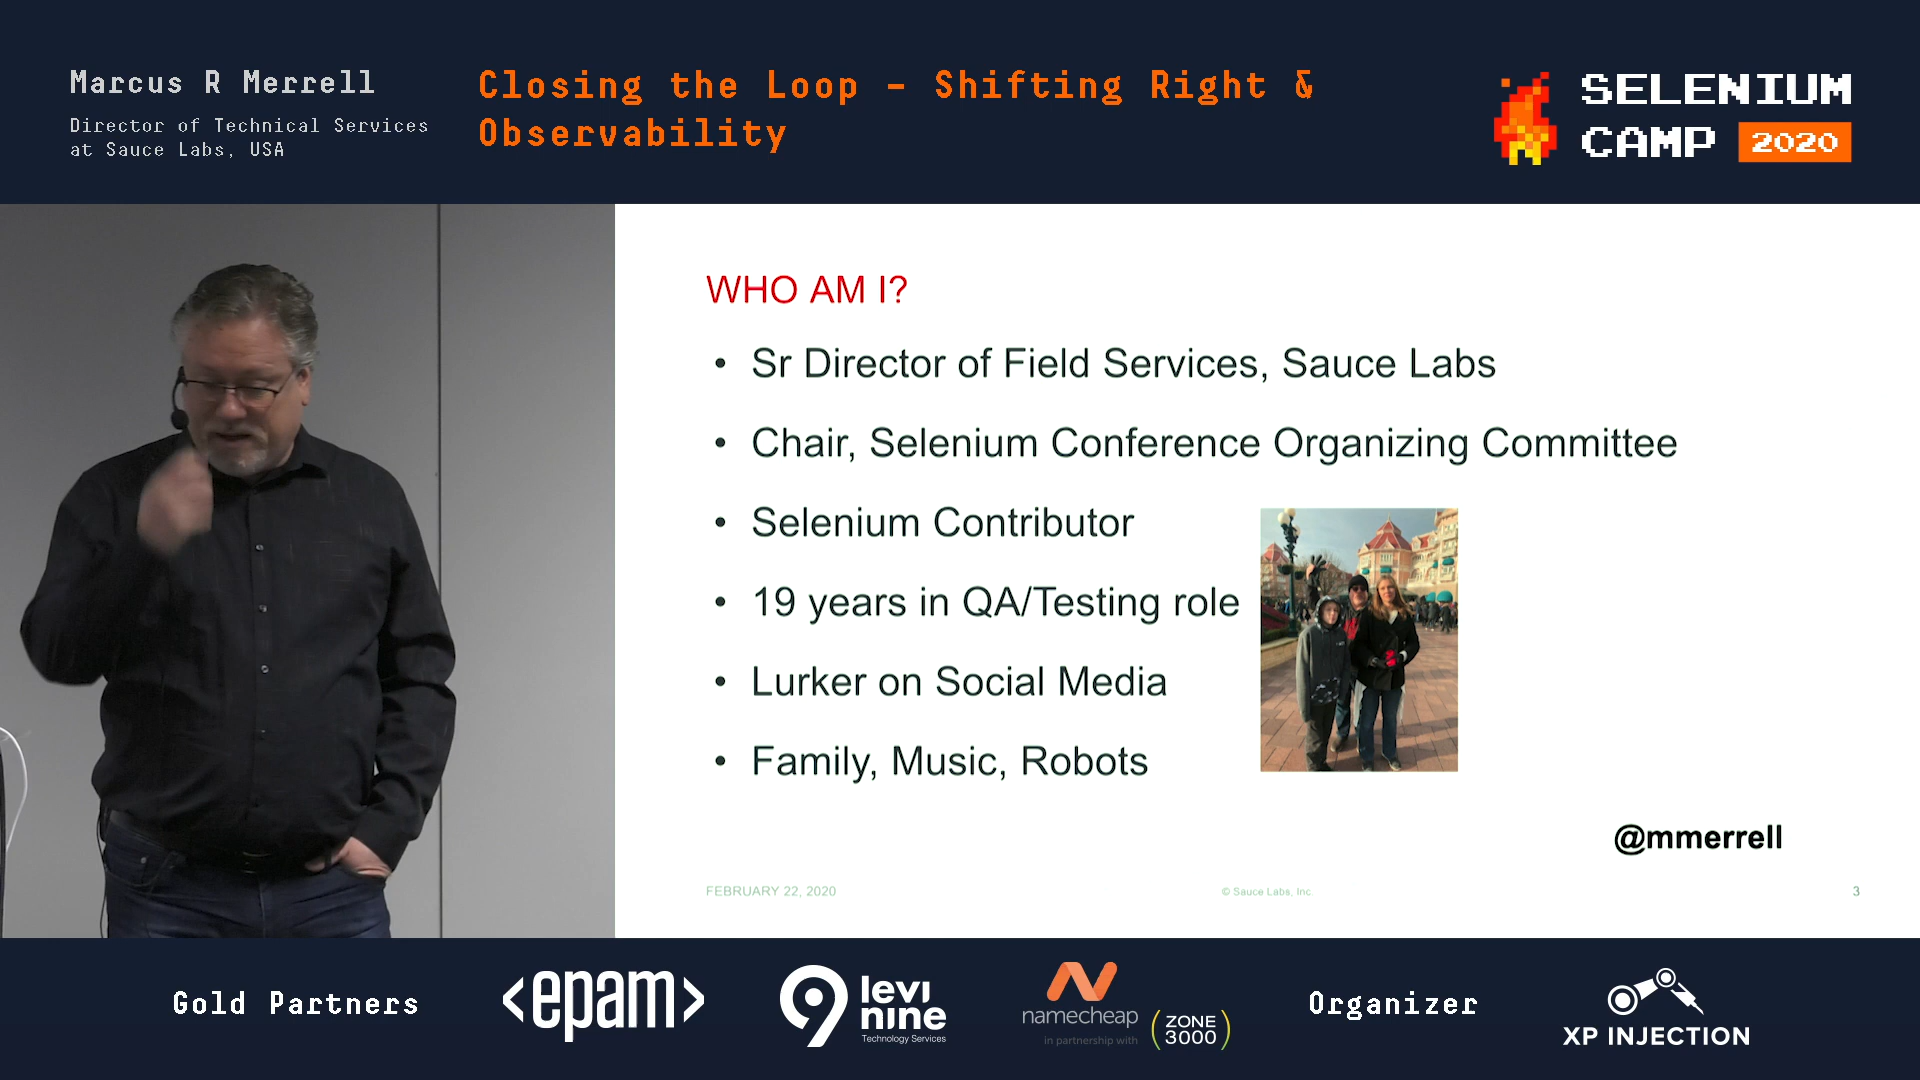 Marcus R Merrell
Director of Technical Services
at Sauce Labs, USA
Closing the Loop – Shifting Right &
Observability
SELENIUM
CAMP 2020
WHO AM I?
• Sr Director of Field Services, Sauce Labs
• Chair, Selenium Conference Organizing Committee
• Selenium Contributor
• 19 years in QA/Testing role
• Lurker on Social Media
• Family, Music, Robots
@mmerrell
FEBRUARY 22, 2020
© Sauce Labs, Inc.
3
Gold Partners
<epam>
9 levi
nine
Technology Services
namecheap
in partnership with
(ZONE
3000)
Organizer
XP INJECTION